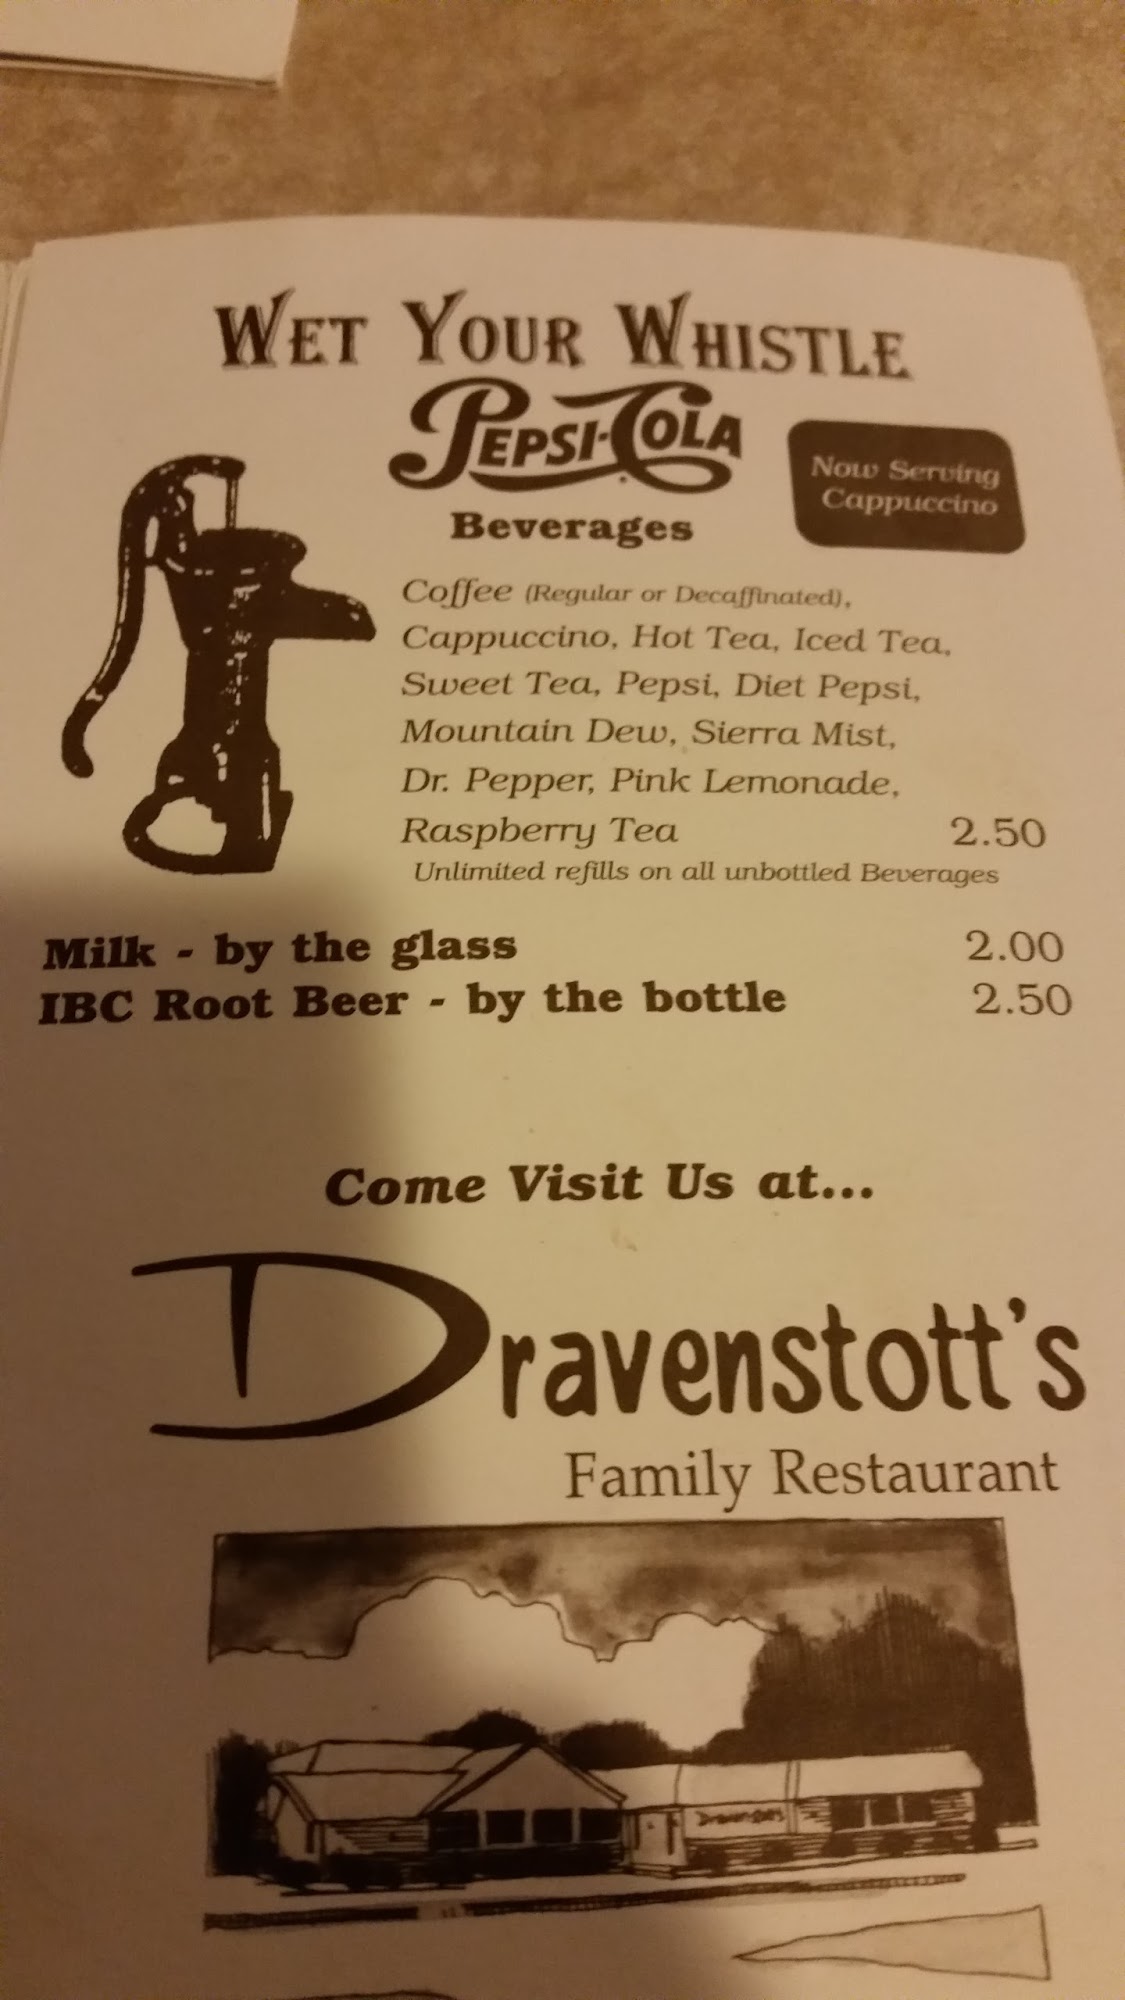 WET YOUR WHISTLE
PEPSI-COLA
Now Serving
Cappuccino
Beverages
Coffee (Regular or Decaffinated),
Cappuccino, Hot Tea, Iced Tea,
Sweet Tea, Pepsi, Diet Pepsi,
Mountain Dew, Sierra Mist,
Dr. Pepper, Pink Lemonade,
Raspberry Tea 2.50
Unlimited refills on all unbottled Beverages
Milk - by the glass 2.00
IBC Root Beer - by the bottle 2.50
Come Visit Us at...
Dravenstott's
Family Restaurant